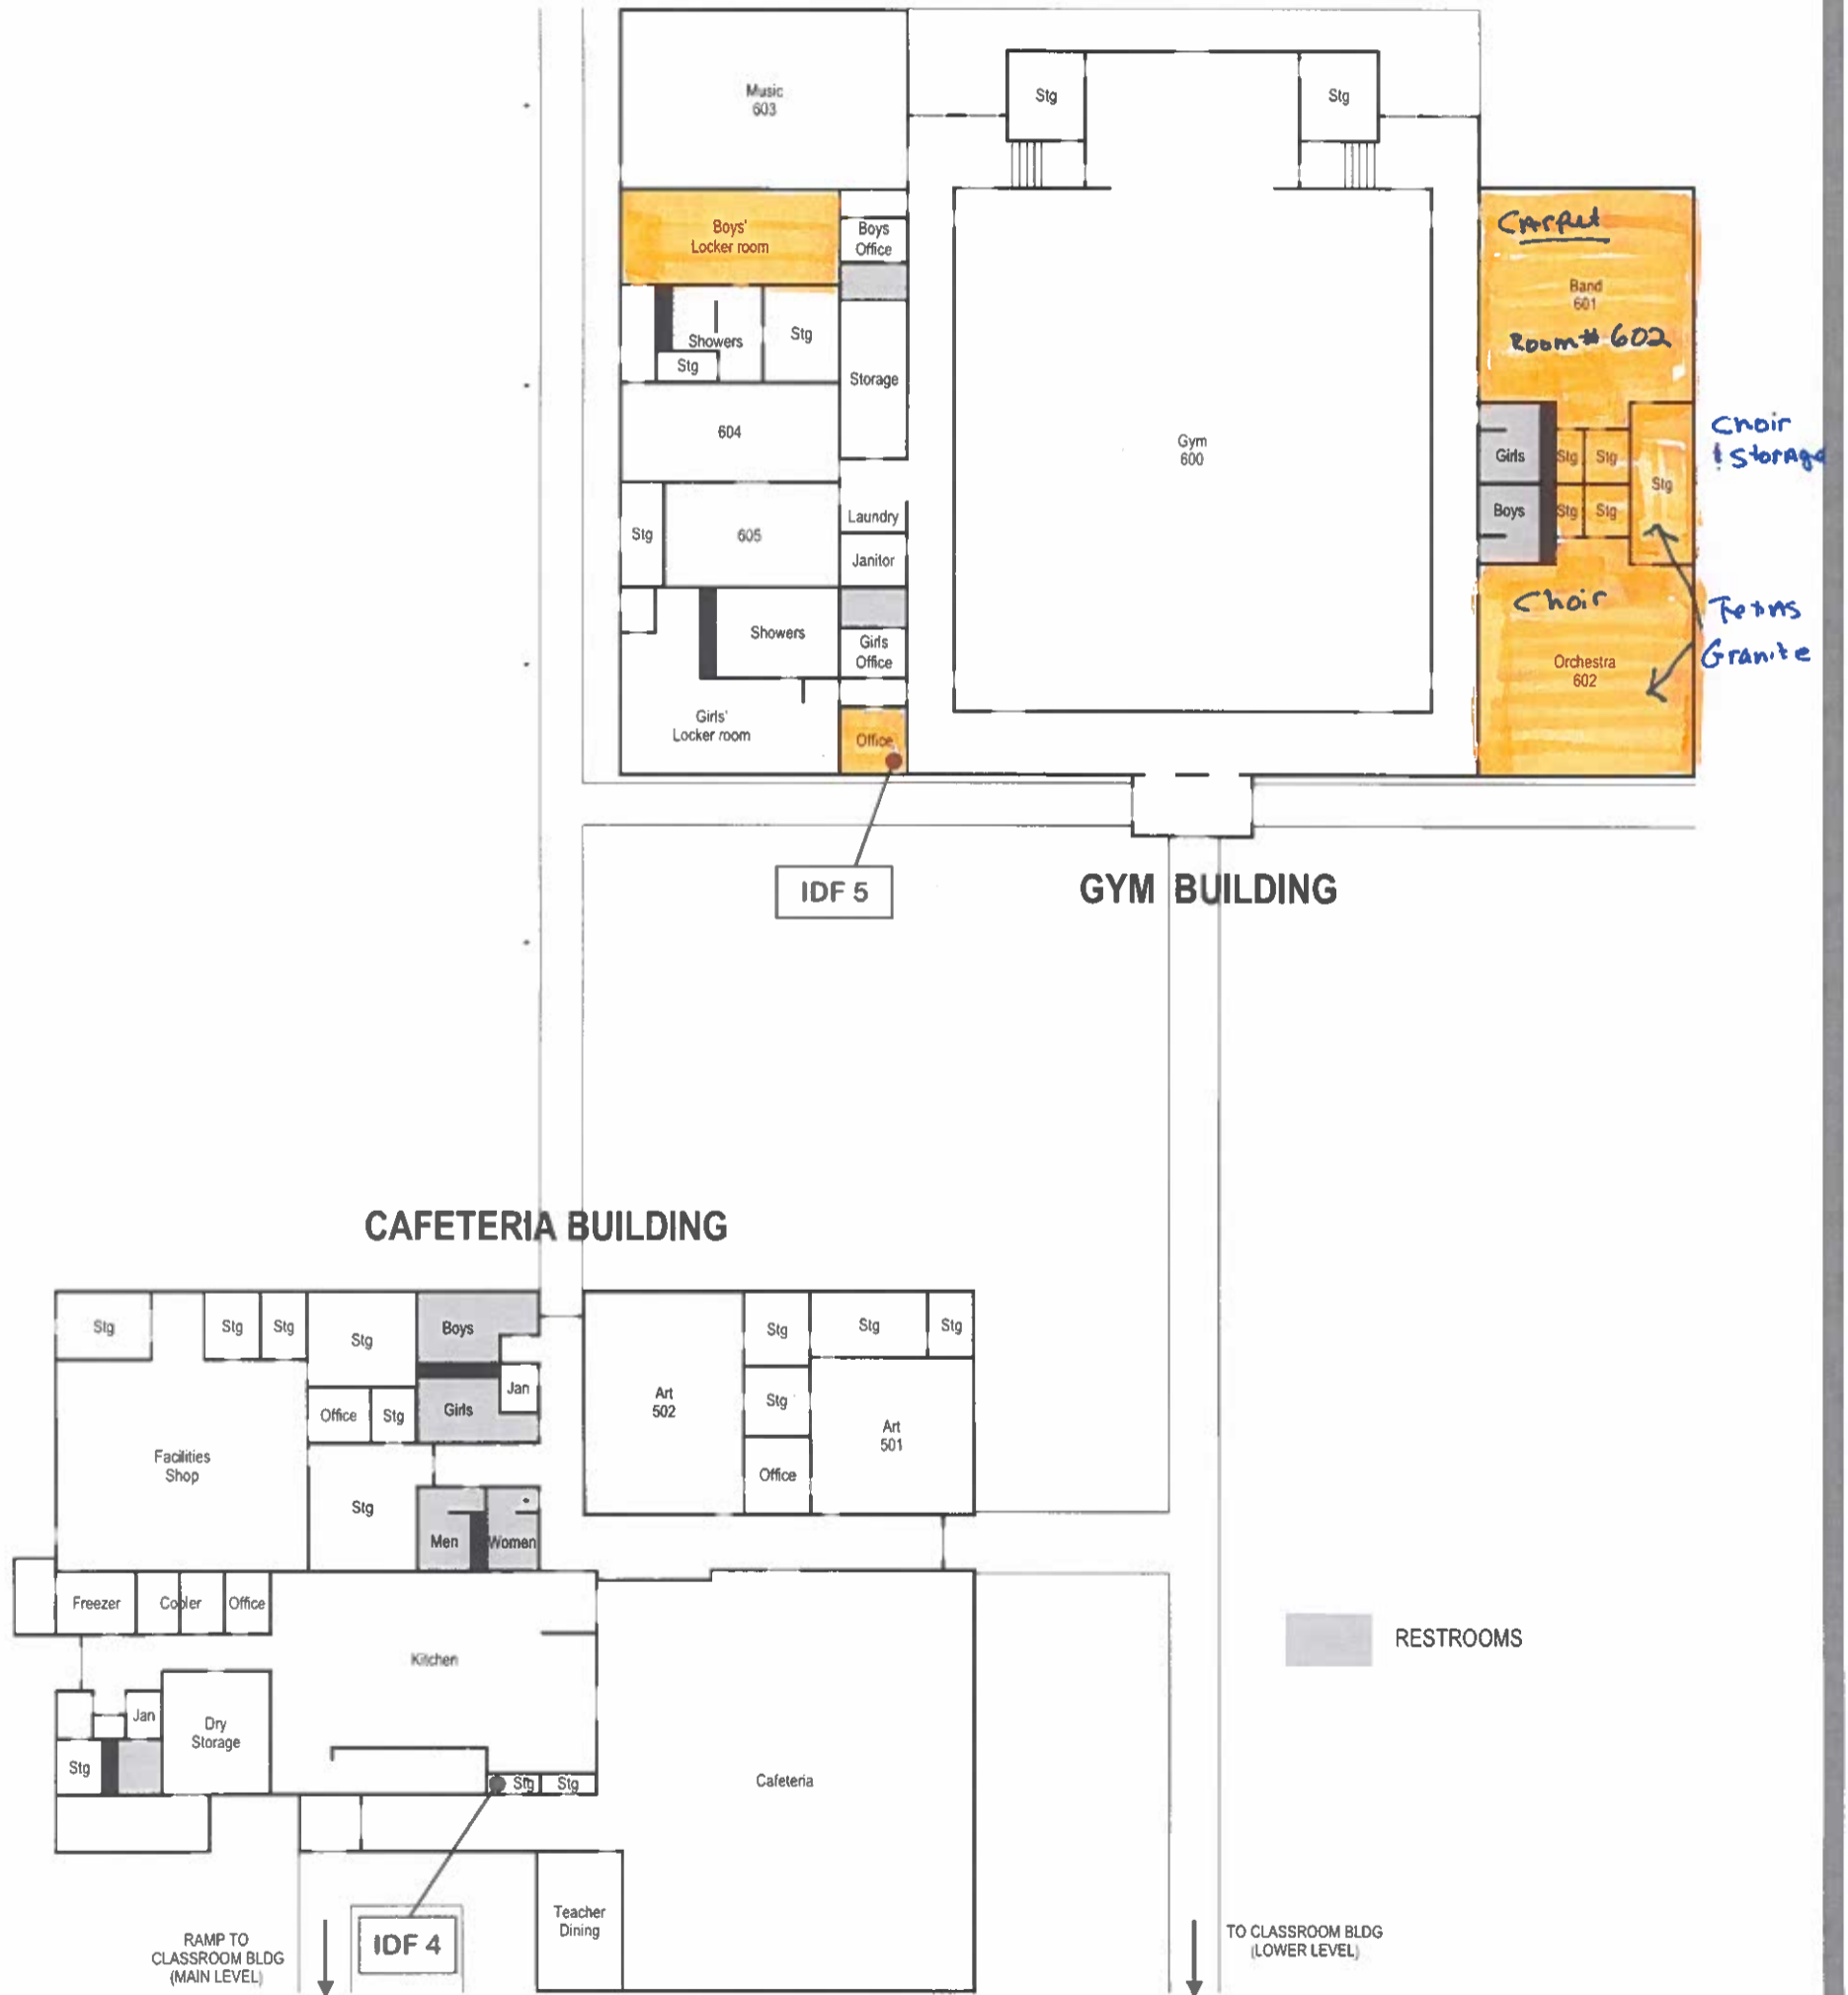 Music
603
Stg
Stg
Boys'
Locker room
Boys
Office
CArpet
Band
601
Room# 602
Showers
Stg
Stg
Storage
604
Gym
600
Girls
Stg
Stg
Stg
Choir
& StorAge
Boys
Stg
Stg
Stg
605
Laundry
Janitor
Showers
Girls
Office
Choir
Granite
Orchestra
602
Girls'
Locker room
Office
IDF 5
GYM BUILDING
CAFETERIA BUILDING
Stg
Stg
Stg
Stg
Boys
Jan
Office
Stg
Girls
Art
502
Stg
Stg
Stg
Stg
Art
501
Office
Facilities
Shop
Stg
Men
Women
Freezer
Cooler
Office
Kitchen
RESTROOMS
Jan
Dry
Storage
Stg
Stg
Stg
Cafeteria
Teacher
Dining
RAMP TO
CLASSROOM BLDG
(MAIN LEVEL)
IDF 4
TO CLASSROOM BLDG
(LOWER LEVEL)